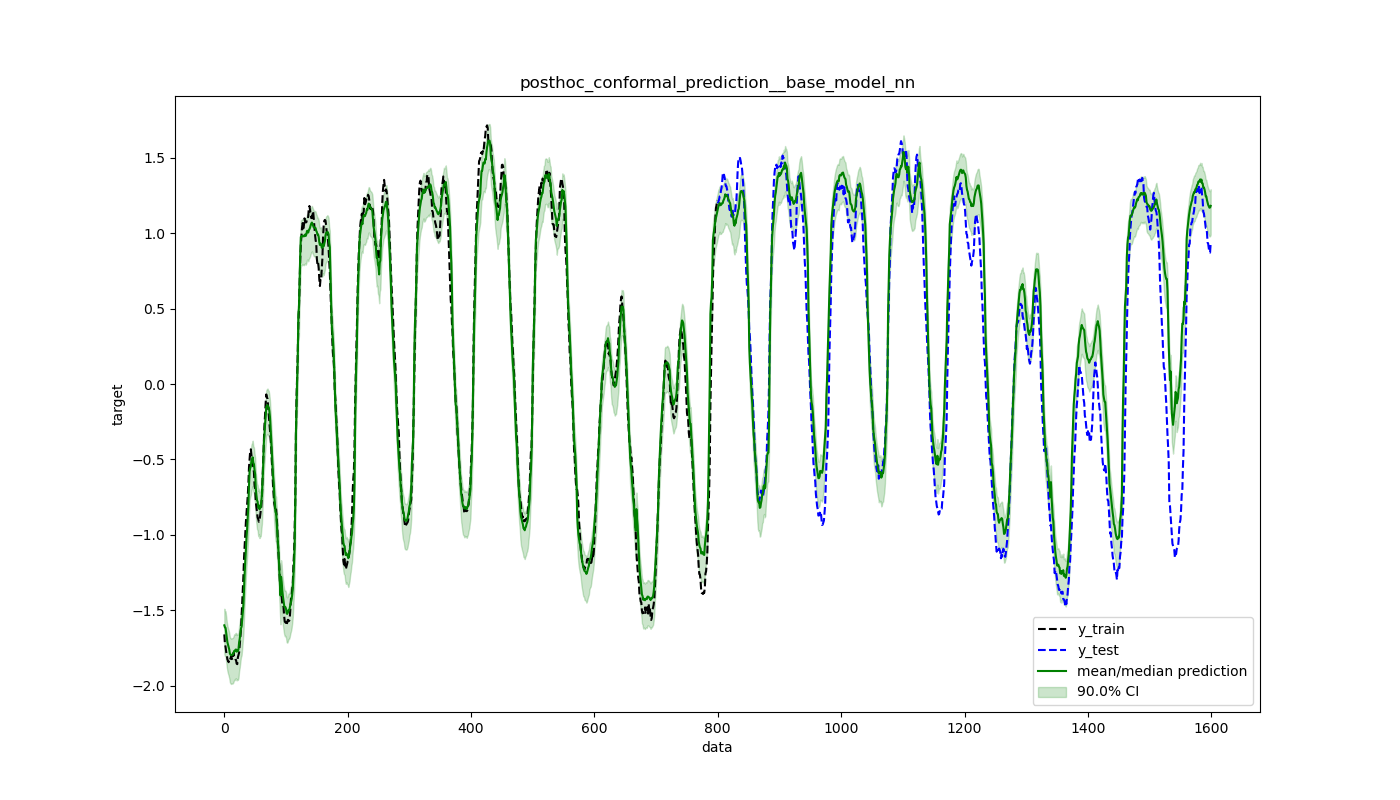 posthoc_conformal_prediction__base_model_nn
target
1.5
1.0
0.5
0.0
−0.5
−1.0
−1.5
−2.0
0 200 400 600 800 1000 1200 1400 1600
data
y_train
y_test
mean/median prediction
90.0% CI